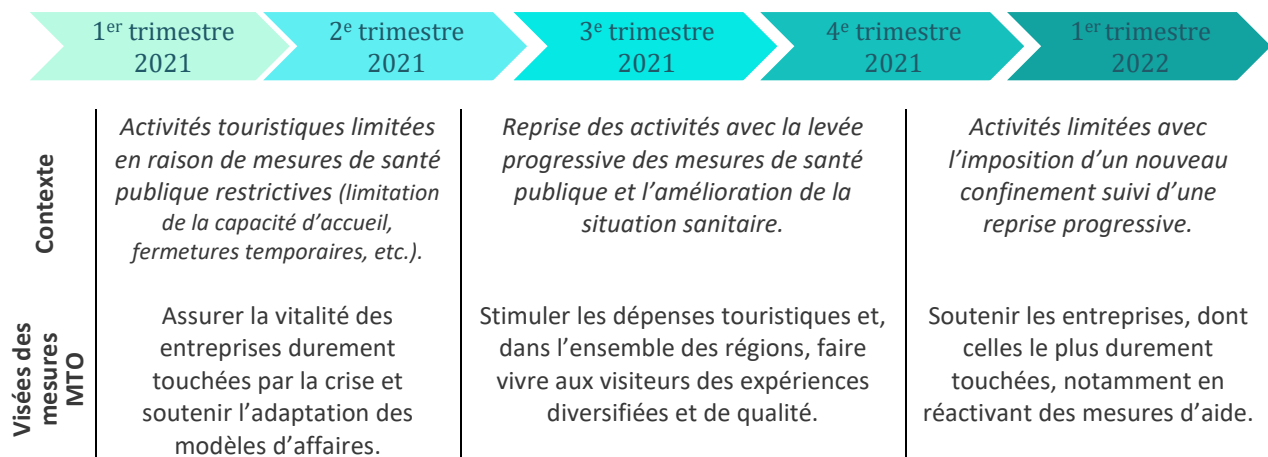 1er trimestre
2021
2e trimestre
2021
3e trimestre
2021
4e trimestre
2021
1er trimestre
2022
Contexte
Activités touristiques limitées
en raison de mesures de santé
publique restrictives (limitation
de la capacité d’accueil,
fermetures temporaires, etc.).
Reprise des activités avec la levée
progressive des mesures de santé
publique et l’amélioration de la
situation sanitaire.
Activités limitées avec
l’imposition d’un nouveau
confinement suivi d’une
reprise progressive.
Visées des
mesures
MTO
Assurer la vitalité des
entreprises durement
touchées par la crise et
soutenir l’adaptation des
modèles d’affaires.
Stimuler les dépenses touristiques et,
dans l’ensemble des régions, faire
vivre aux visiteurs des expériences
diversifiées et de qualité.
Soutenir les entreprises, dont
celles le plus durement
touchées, notamment en
réactivant des mesures d’aide.